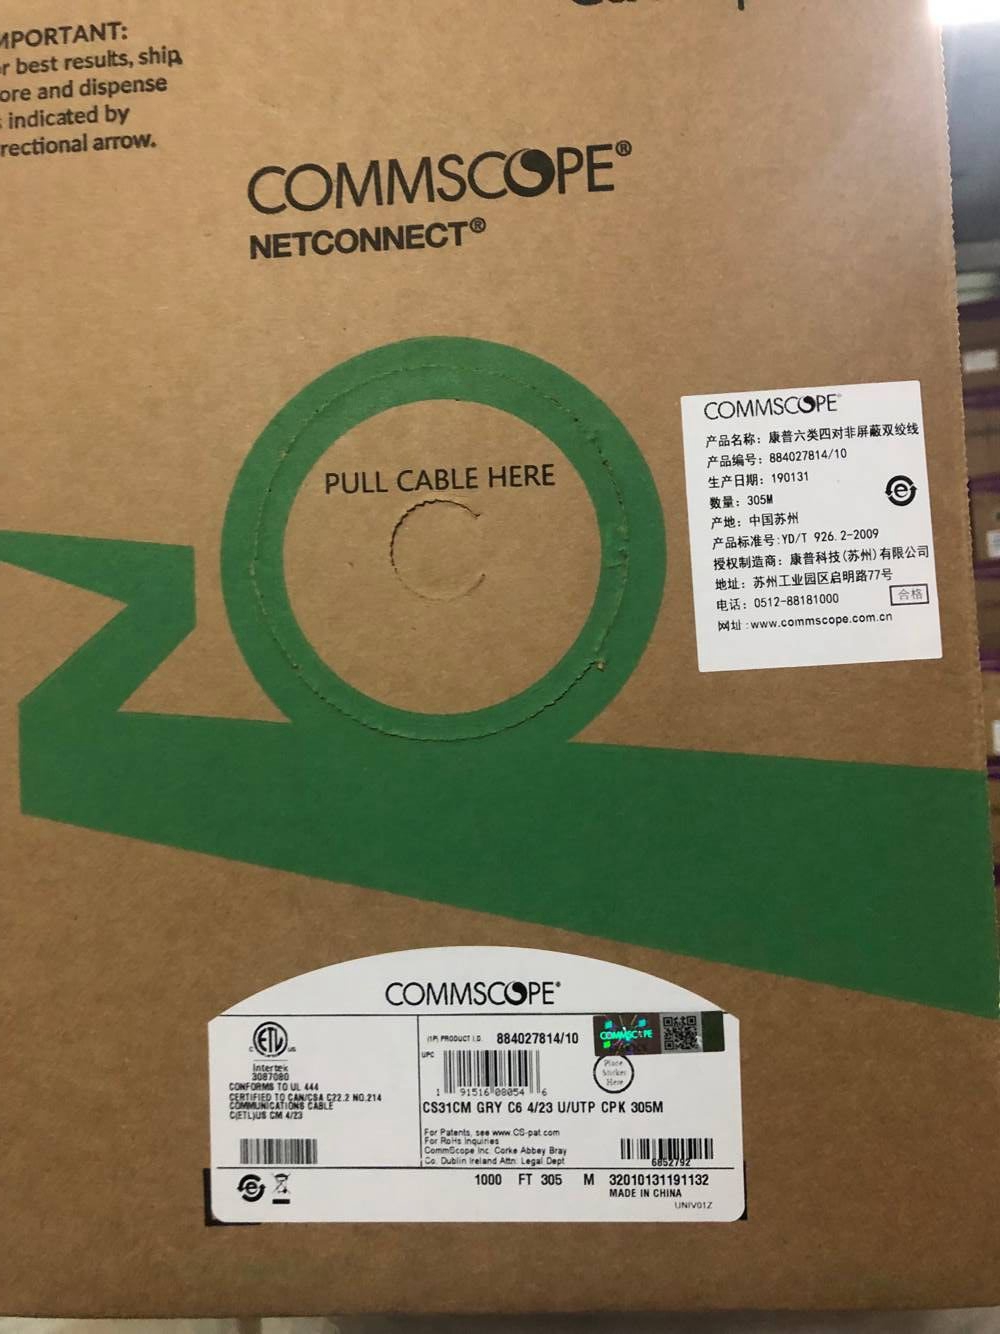 IMPORTANT:
best results, ship,
and dispense
indicated by
arrow.
COMMSCOPE®
NETCONNECT®
PULL CABLE HERE
COMMSCOPE®
产品名称：康普六类四对非屏蔽双绞线
产品编号：884027814/10
生产日期：190131
数量：305M
产地：中国苏州
产品标准号:YD/T 926.2-2009
授权制造商：康普科技(苏州)有限公司
地址：苏州工业园区启明路77号
电话：0512-88181000
合格
网址:www.commscope.com.cn
COMMSCOPE®
ETL
C US
Intertek
3087080
CONFORMS TO UL 444
CERTIFIED TO CAN/CSA C22.2 NO.214
COMMUNICATIONS CABLE
C(ETL)US CM 4/23
(1P) PRODUCT I.D. 884027814/10
COMMSCOPE
UPC
1 91516 08054 6
Place
Sticker
Here
CS31CM GRY C6 4/23 U/UTP CPK 305M
For Patents, see www.CS-pat.com
For RoHs Inquiries
CommScope Inc. Corke Abbey Bray
Co. Dublin Ireland Attn: Legal Dept
6852792
1000 FT 305 M 32010131191132
MADE IN CHINA
UNIV01Z